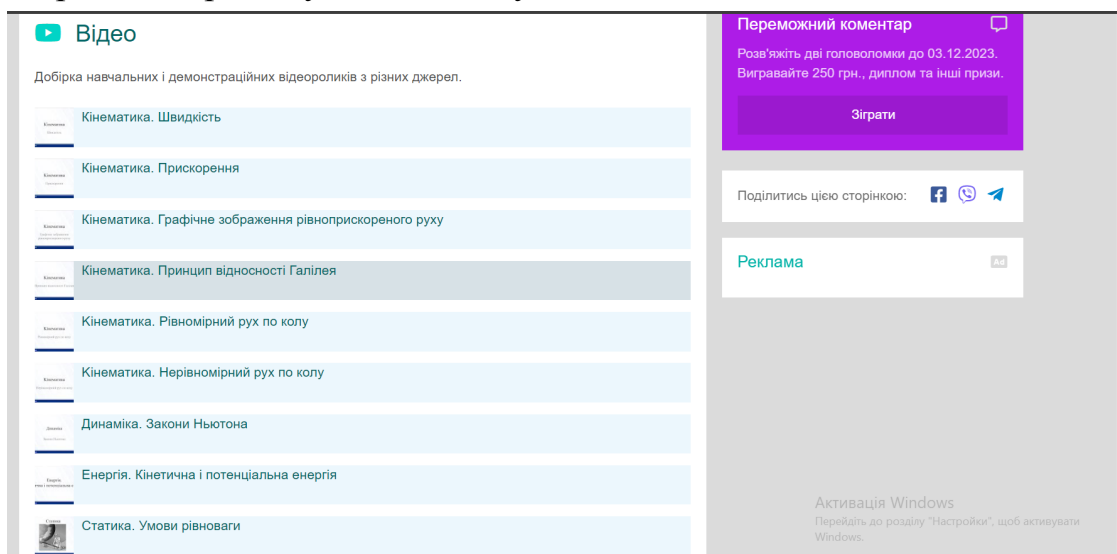 Відео
Добірка навчальних і демонстраційних відеороликів з різних джерел.
Кінематика. Швидкість
Кінематика. Прискорення
Кінематика. Графічне зображення рівноприскореного руху
Кінематика. Принцип відносності Галілея
Кінематика. Рівномірний рух по колу
Кінематика. Нерівномірний рух по колу
Динаміка. Закони Ньютона
Енергія. Кінетична і потенціальна енергія
Статика. Умови рівноваги
Переможний коментар
Розв'яжіть дві головоломки до 03.12.2023.
Вигравайте 250 грн., диплом та інші призи.
Зіграти
Поділитись цією сторінкою:
Реклама
Ad
Активація Windows
Перейдіть до розділу "Настройки", щоб активувати
Windows.